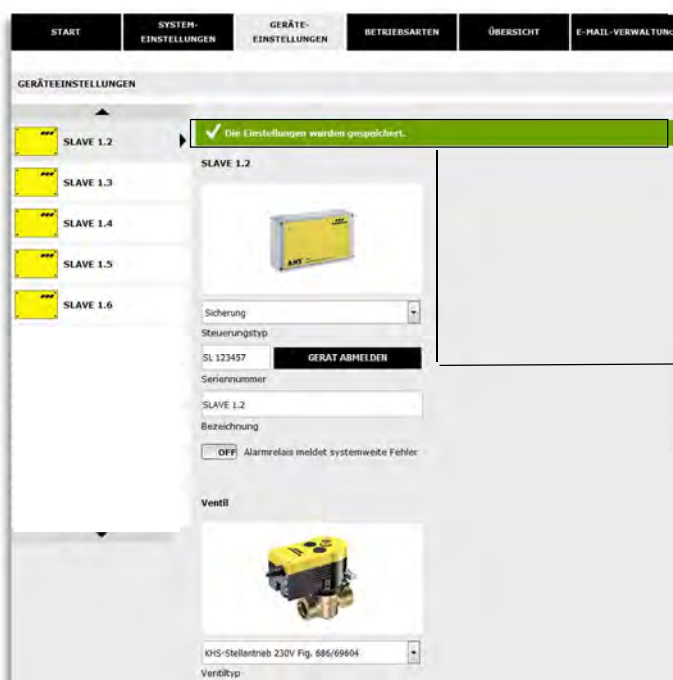 START
SYSTEM-
EINSTELLUNGEN
GERÄTE-
EINSTELLUNGEN
BETRIEBSARTEN
ÜBERSICHT
E-MAIL-VERWALTUNG
GERÄTEEINSTELLUNGEN
SLAVE 1.2
SLAVE 1.3
SLAVE 1.4
SLAVE 1.5
SLAVE 1.6
Die Einstellungen wurden gespeichert.
SLAVE 1.2
KHS
Sicherung
Steuerungstyp
SL 123457
GERÄT ABMELDEN
Seriennummer
SLAVE 1.2
Bezeichnung
OFF Alarmrelais meldet systemweite Fehler
Ventil
KHS-Stellantrieb 230V Fig. 686/69604
Ventiltyp